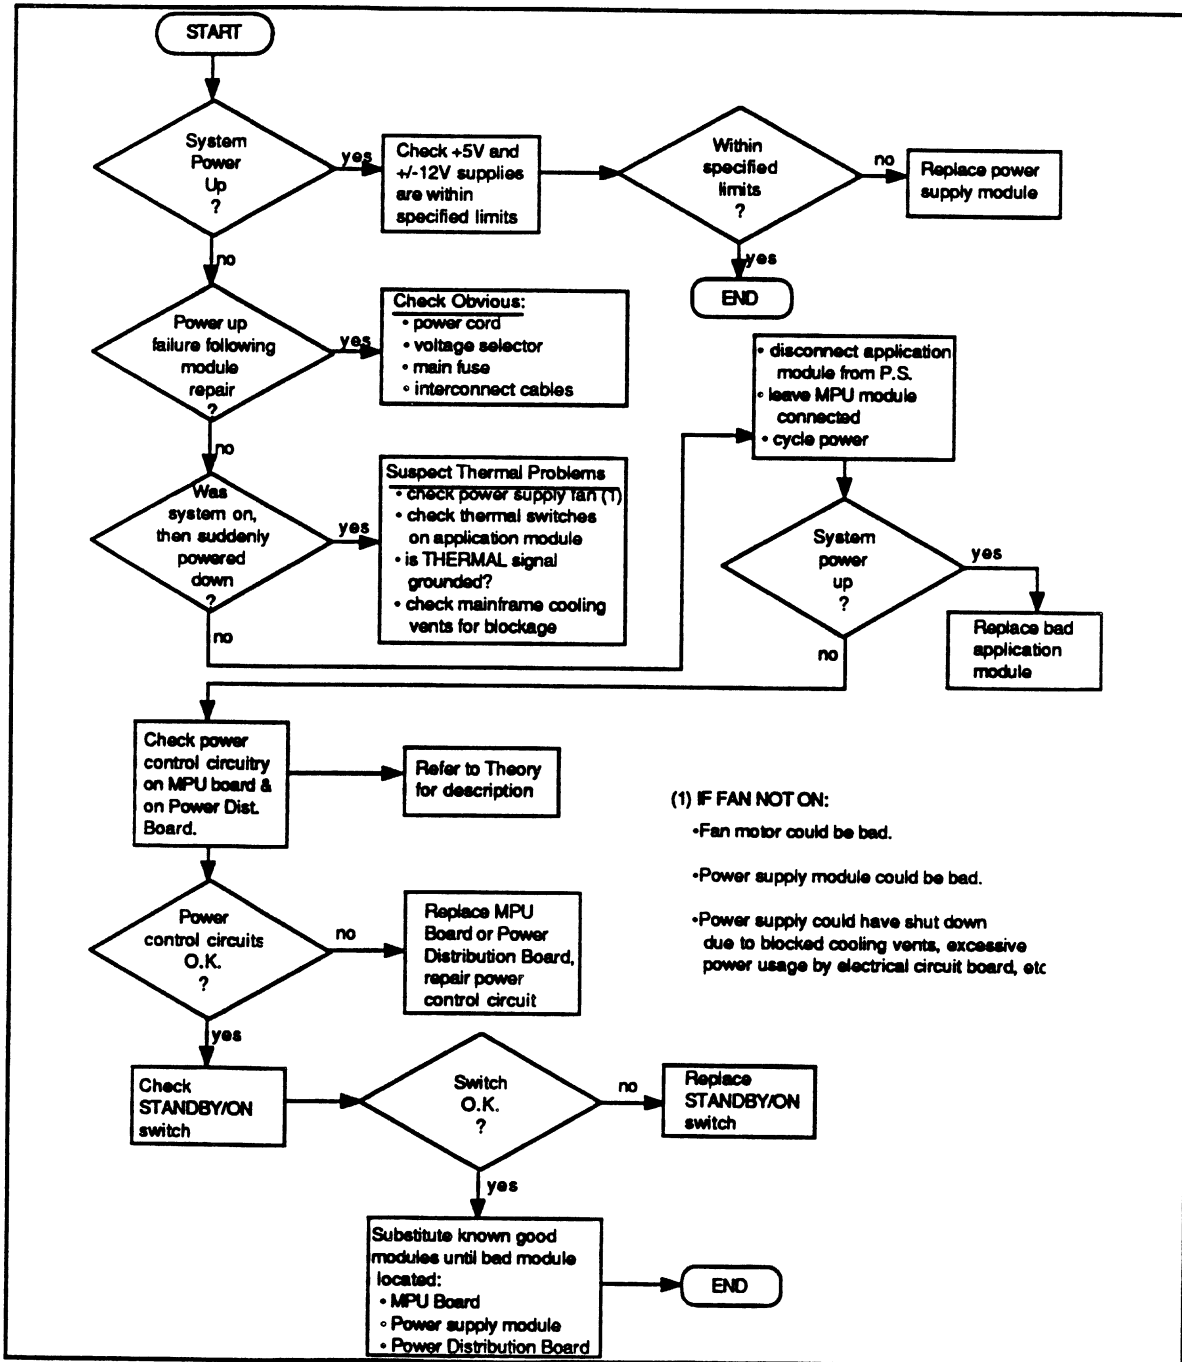 START
System
Power
Up
?
yes
Check +5V and
+/-12V supplies
are within
specified limits
Within
specified
limits
?
no
Replace power
supply module
yes
END
no
Power up
failure following
module
repair
?
yes
Check Obvious:
• power cord
• voltage selector
• main fuse
• interconnect cables
• disconnect application
module from P.S.
• leave MPU module
connected
• cycle power
no
Was
system on,
then suddenly
powered
down
?
yes
Suspect Thermal Problems
• check power supply fan (1)
• check thermal switches
on application module
• is THERMAL signal
grounded?
• check mainframe cooling
vents for blockage
System
power
up
?
yes
Replace bad
application
module
no
no
Check power
control circuitry
on MPU board &
on Power Dist.
Board.
Refer to Theory
for description
(1) IF FAN NOT ON:
•Fan motor could be bad.
•Power supply module could be bad.
•Power supply could have shut down
due to blocked cooling vents, excessive
power usage by electrical circuit board, etc
Power
control circuits
O.K.
?
no
Replace MPU
Board or Power
Distribution Board,
repair power
control circuit
yes
Check
STANDBY/ON
switch
Switch
O.K.
?
no
Replace
STANDBY/ON
switch
yes
Substitute known good
modules until bad module
located:
• MPU Board
• Power supply module
• Power Distribution Board
END